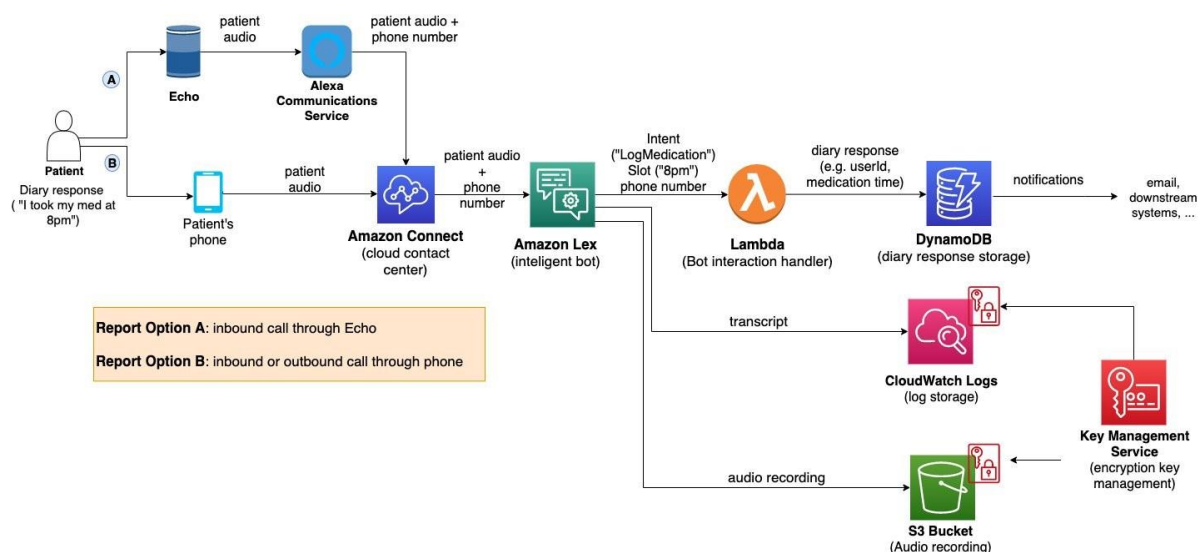 patient
audio
patient audio +
phone number
A
Echo
Alexa
Communications
Service
Patient
Diary response
( "I took my med at
8pm")
B
Patient's
phone
patient
audio
Amazon Connect
(cloud contact
center)
patient audio
+
phone
number
Amazon Lex
(inteligent bot)
Intent
("LogMedication")
Slot ("8pm")
phone number
Lambda
(Bot interaction handler)
diary response
(e.g. userId,
medication time)
DynamoDB
(diary response storage)
notifications
email,
downstream
systems, ...
Report Option A: inbound call through Echo
Report Option B: inbound or outbound call through phone
transcript
CloudWatch Logs
(log storage)
Key Management
Service
(encryption key
management)
audio recording
S3 Bucket
(Audio recording)